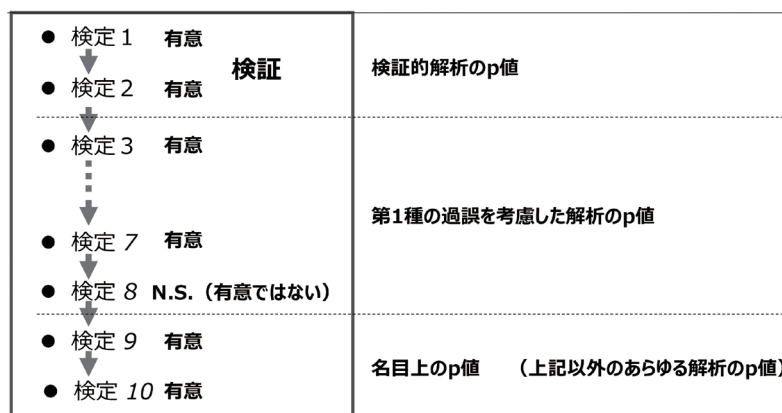 ● 検定1 有意
検証
検証的解析のp値
● 検定2 有意
● 検定3 有意
第1種の過誤を考慮した解析のp値
● 検定7 有意
● 検定8 N.S.（有意ではない）
● 検定9 有意
名目上のp値 （上記以外のあらゆる解析のp値）
● 検定10 有意